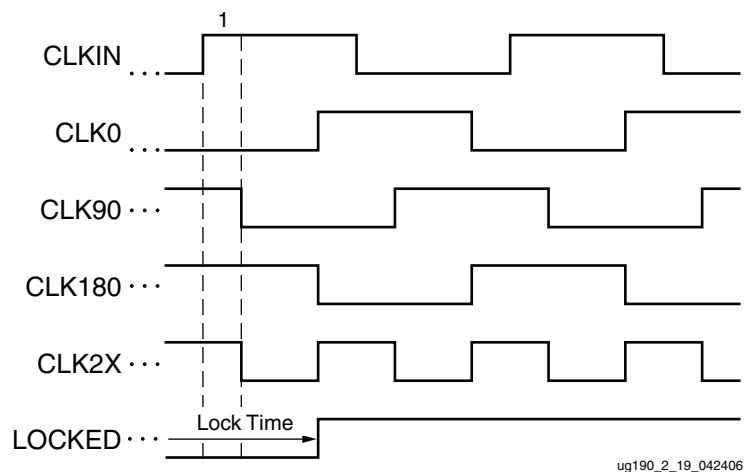 1
CLKIN ...
CLK0 ...
CLK90 ...
CLK180 ...
CLK2X ...
Lock Time
LOCKED ...
ug190_2_19_042406